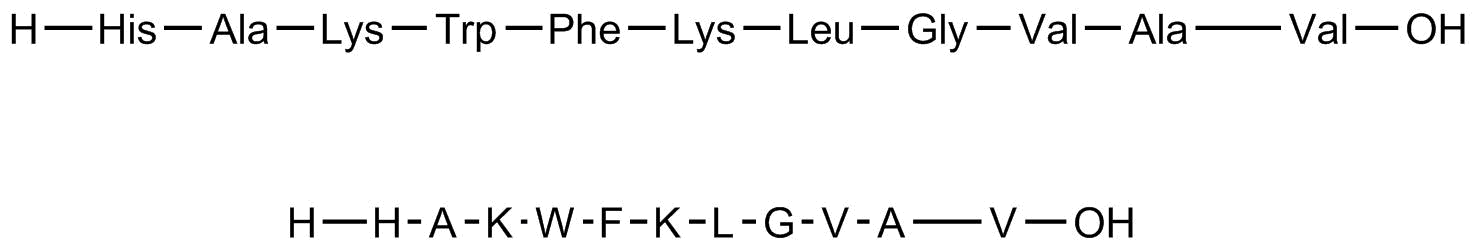 H—His—Ala—Lys—Trp—Phe—Lys—Leu—Gly—Val—Ala—Val—OH
H—H-A-K-W-F-K-L-G-V-A—V—OH